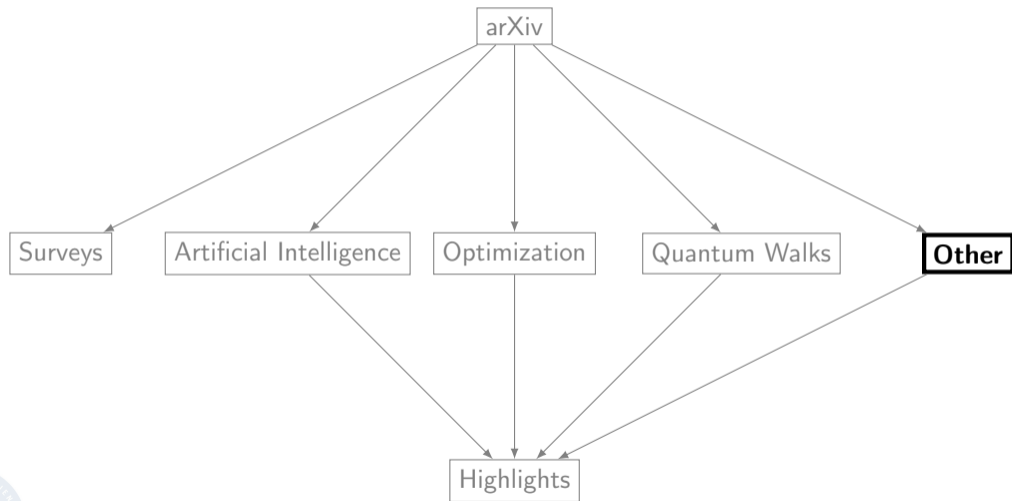 arXiv
Surveys
Artificial Intelligence
Optimization
Quantum Walks
Other
Highlights